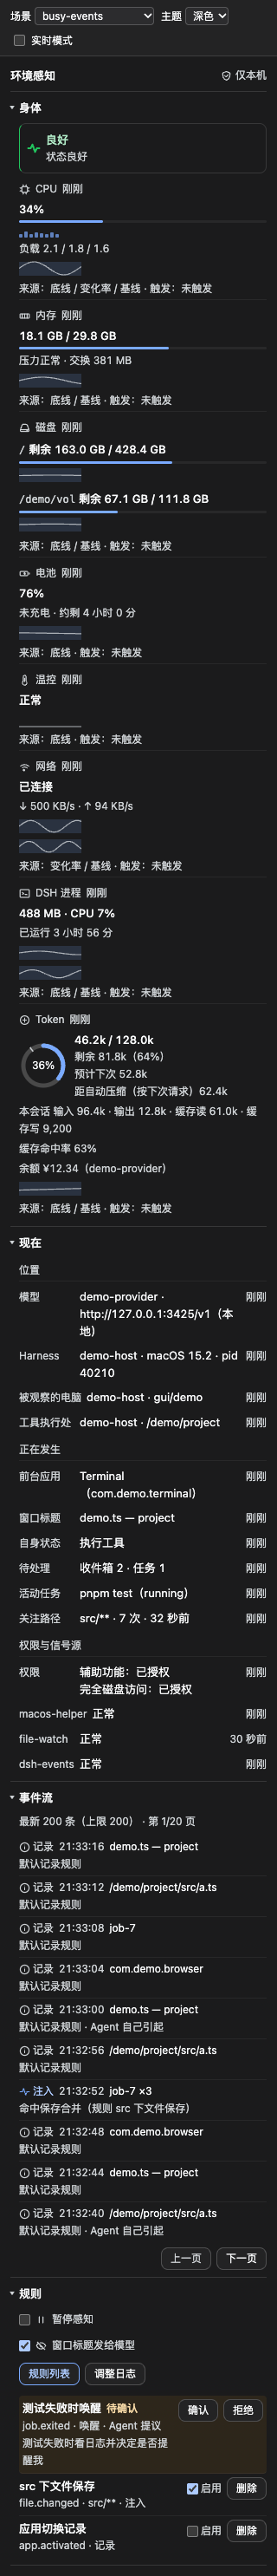 场景 busy-events 主题 深色
实时模式
环境感知 仅本机
身体
良好
状态良好
CPU 刚刚
34%
负载 2.1 / 1.8 / 1.6
来源：底线 / 变化率 / 基线 · 触发：未触发
内存 刚刚
18.1 GB / 29.8 GB
压力正常 · 交换 381 MB
来源：底线 / 基线 · 触发：未触发
磁盘 刚刚
/ 剩余 163.0 GB / 428.4 GB
/demo/vol 剩余 67.1 GB / 111.8 GB
来源：底线 / 基线 · 触发：未触发
电池 刚刚
76%
未充电 · 约剩 4 小时 0 分
来源：底线 / 基线 · 触发：未触发
温控 刚刚
正常
来源：底线 / 基线 · 触发：未触发
网络 刚刚
已连接
↓ 500 KB/s · ↑ 94 KB/s
来源：变化率 / 基线 · 触发：未触发
DSH 进程 刚刚
488 MB · CPU 7%
已运行 3 小时 56 分
来源：底线 / 基线 · 触发：未触发
Token 刚刚
36%
46.2k / 128.0k
剩余 81.8k（64%）
预计下次 52.8k
距自动压缩（按下次请求）62.4k
本会话 输入 96.4k · 输出 12.8k · 缓存读 61.0k · 缓
存写 9,200
缓存命中率 63%
余额 ¥12.34（demo-provider）
来源：底线 / 基线 · 触发：未触发
现在
位置
模型 demo-provider · 刚刚
http://127.0.0.1:3425/v1（本
地）
Harness demo-host · macOS 15.2 · pid 刚刚
40210
被观察的电脑 demo-host · gui/demo 刚刚
工具执行处 demo-host · /demo/project 刚刚
正在发生
前台应用 Terminal 刚刚
（com.demo.terminal）
窗口标题 demo.ts — project 刚刚
自身状态 执行工具 刚刚
待处理 收件箱 2 · 任务 1 刚刚
活动任务 pnpm test（running） 刚刚
关注路径 src/** · 7 次 · 32 秒前 刚刚
权限与信号源
权限 辅助功能：已授权 刚刚
完全磁盘访问：已授权
macos-helper 正常 刚刚
file-watch 正常 30 秒前
dsh-events 正常 刚刚
事件流
最新 200 条（上限 200） · 第 1/20 页
记录 21:33:16 demo.ts — project
默认记录规则
记录 21:33:12 /demo/project/src/a.ts
默认记录规则
记录 21:33:08 job-7
默认记录规则
记录 21:33:04 com.demo.browser
默认记录规则
记录 21:33:00 demo.ts — project
默认记录规则 · Agent 自己引起
记录 21:32:56 /demo/project/src/a.ts
默认记录规则
注入 21:32:52 job-7 ×3
命中保存合并（规则 src 下文件保存）
记录 21:32:48 com.demo.browser
默认记录规则
记录 21:32:44 demo.ts — project
默认记录规则
记录 21:32:40 /demo/project/src/a.ts
默认记录规则 · Agent 自己引起
上一页 下一页
规则
暂停感知
窗口标题发给模型
规则列表 调整日志
测试失败时唤醒 待确认 确认 拒绝
job.exited · 唤醒 · Agent 提议
测试失败时看日志并决定是否提
醒我
src 下文件保存 启用 删除
file.changed · src/** · 注入
应用切换记录 启用 删除
app.activated · 记录